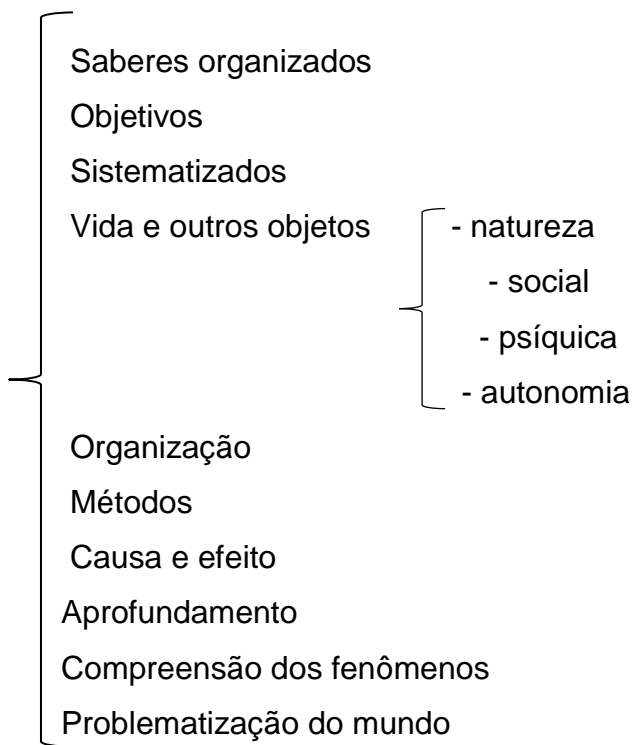 Saberes organizados
Objetivos
Sistematizados
Vida e outros objetos - natureza
- social
- psíquica
- autonomia
Organização
Métodos
Causa e efeito
Aprofundamento
Compreensão dos fenômenos
Problematização do mundo